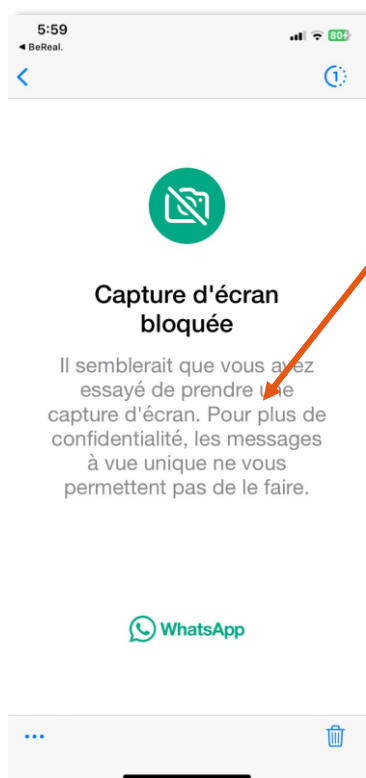 5:59
◀ BeReal.
80
1
Capture d'écran
bloquée
Il semblerait que vous avez
essayé de prendre une
capture d'écran. Pour plus de
confidentialité, les messages
à vue unique ne vous
permettent pas de le faire.
WhatsApp